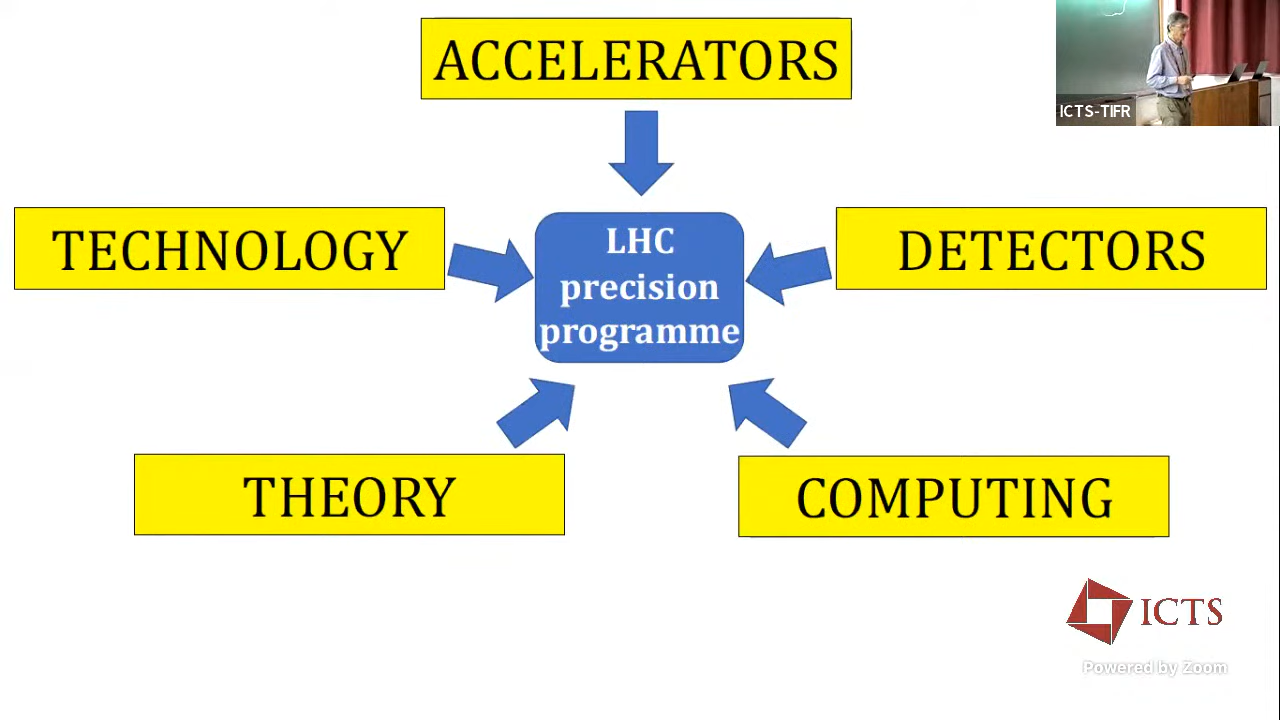 ACCELERATORS
ICTS-TIFR
TECHNOLOGY
LHC
precision
programme
DETECTORS
THEORY
COMPUTING
ICTS
Powered by Zoom